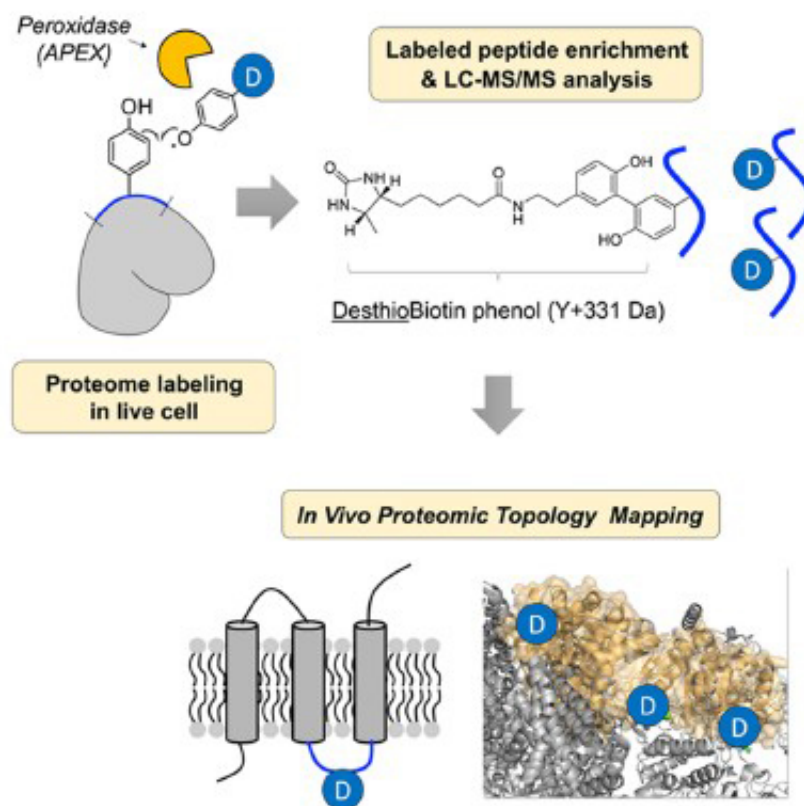 Peroxidase
(APEX)
D
OH
O
Labeled peptide enrichment
& LC-MS/MS analysis
O
NH
HN
H
H
O
N
H
OH
HO
D
D
DesthioBiotin phenol (Y+331 Da)
Proteome labeling
in live cell
In Vivo Proteomic Topology Mapping
D
D
D
D